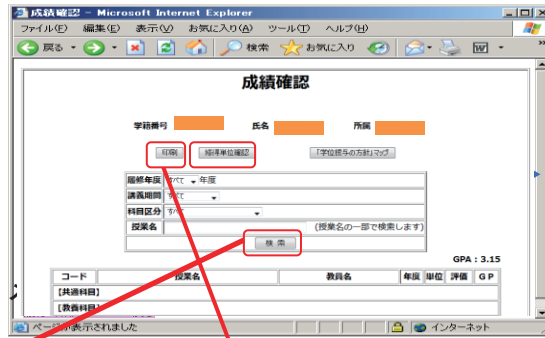 成績確認 - Microsoft Internet Explorer
ファイル(F) 編集(E) 表示(V) お気に入り(A) ツール(T) ヘルプ(H)
戻る 検索 お気に入り
成績確認
学籍番号 氏名 所属
印刷 総得単位確認 「学位授与の方針」マップ
履修年度 すべて 年度
講義期間 すべて
科目区分 すべて
授業名 (授業名の一部で検索します)
検 索
GPA : 3.15
コード 授業名 教員名 年度 単位 評価 G P
【共通科目】
【教養科目】
ページが表示されました インターネット